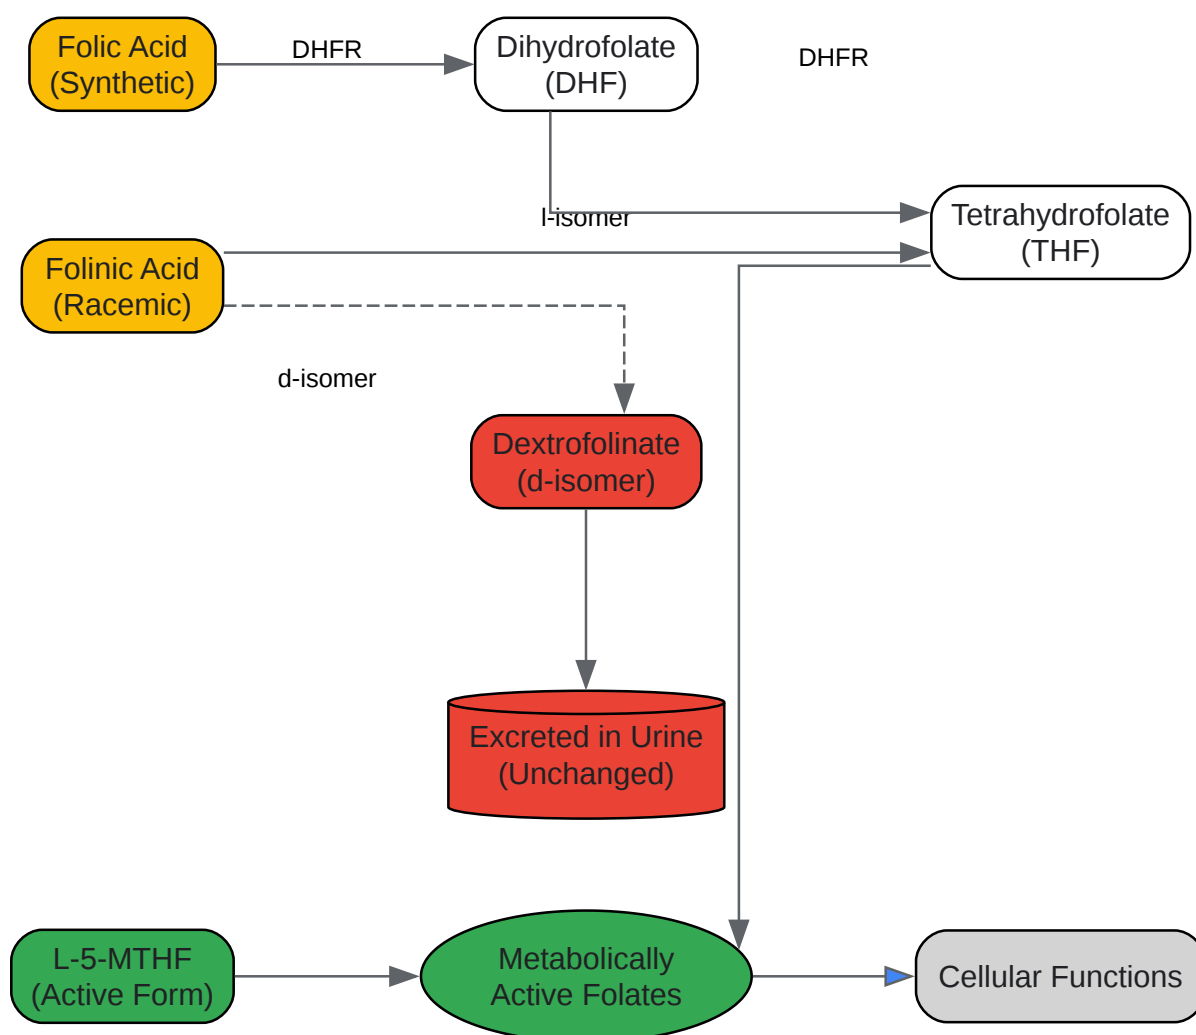 Folic Acid
(Synthetic)
DHFR
Dihydrofolate
(DHF)
DHFR
Tetrahydrofolate
(THF)
l-isomer
Folinic Acid
(Racemic)
d-isomer
Dextrofolinate
(d-isomer)
Excreted in Urine
(Unchanged)
L-5-MTHF
(Active Form)
Metabolically
Active Folates
Cellular Functions